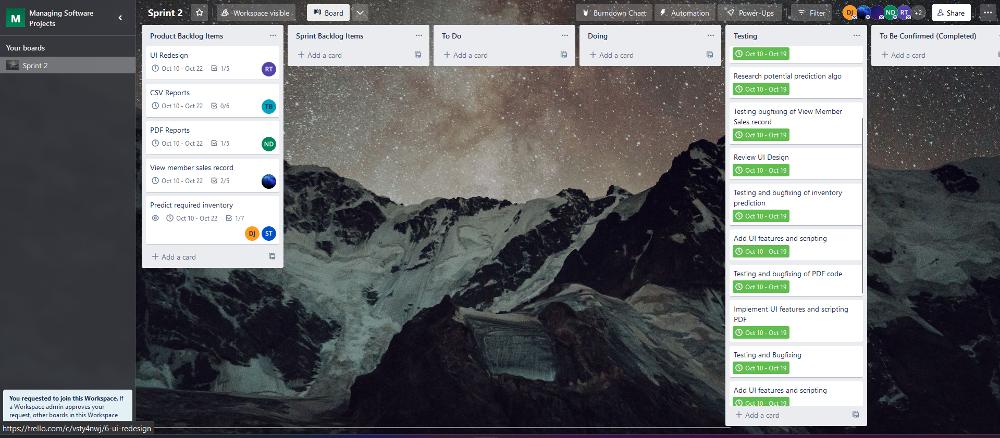 M
Managing Software
Projects
Your boards
Sprint 2
You requested to join this Workspace. If
a Workspace admin approves your
request, other boards in this Workspace
https://trello.com/c/vsty4nwj/6-ui-redesign
Sprint 2
Workspace visible
Board
Burndown Chart
Automation
Power-Ups
Filter
DJ
ND
RT
+2
Share
Product Backlog Items
UI Redesign
Oct 10 - Oct 22 1/5
RT
CSV Reports
Oct 10 - Oct 22 0/6
TB
PDF Reports
Oct 10 - Oct 22 1/5
ND
View member sales record
Oct 10 - Oct 22 2/5
Predict required inventory
Oct 10 - Oct 22 1/7
DJ ST
Add a card
Sprint Backlog Items
Add a card
To Do
Add a card
Doing
Add a card
Testing
Oct 10 - Oct 19
Research potential prediction algo
Oct 10 - Oct 19
Testing bugfixing of View Member
Sales record
Oct 10 - Oct 19
Review UI Design
Oct 10 - Oct 19
Testing and bugfixing of inventory
prediction
Oct 10 - Oct 19
Add UI features and scripting
Oct 10 - Oct 19
Testing and bugfixing of PDF code
Oct 10 - Oct 19
Implement UI features and scripting
PDF
Oct 10 - Oct 19
Testing and Bugfixing
Oct 10 - Oct 19
Add UI features and scripting
Oct 10 - Oct 19
Add a card
To Be Confirmed (Completed)
Add a card